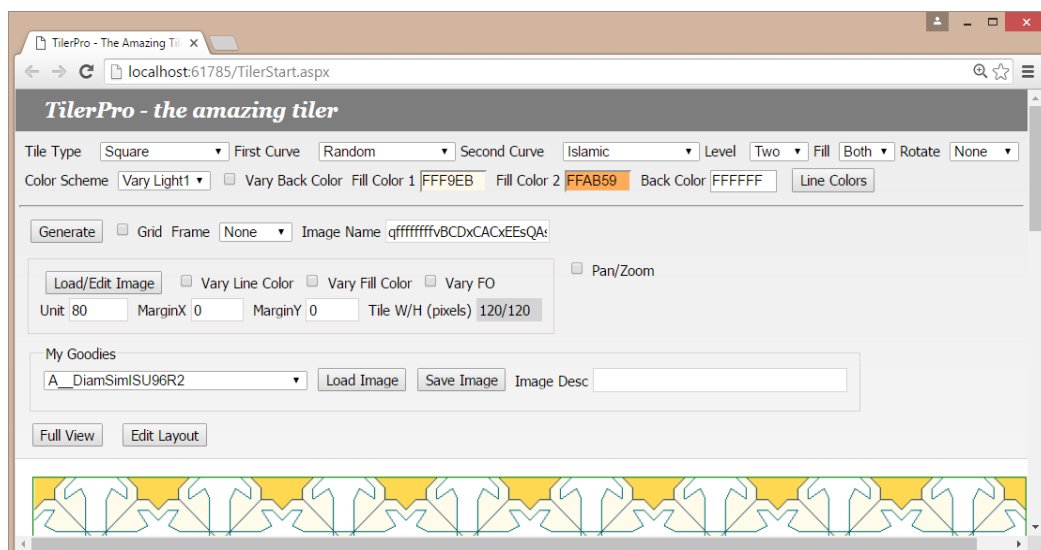 TilerPro - The Amazing Til
localhost:61785/TilerStart.aspx
TilerPro - the amazing tiler
Tile Type Square First Curve Random Second Curve Islamic Level Two Fill Both Rotate None
Color Scheme Vary Light1 Vary Back Color Fill Color 1 FFF9EB Fill Color 2 FFAB59 Back Color FFFFFF Line Colors
Generate Grid Frame None Image Name qffffffffvBCDxCACxEEsQAs
Load/Edit Image Vary Line Color Vary Fill Color Vary FO Pan/Zoom
Unit 80 MarginX 0 MarginY 0 Tile W/H (pixels) 120/120
My Goodies
A__DiamSimISU96R2 Load Image Save Image Image Desc
Full View Edit Layout